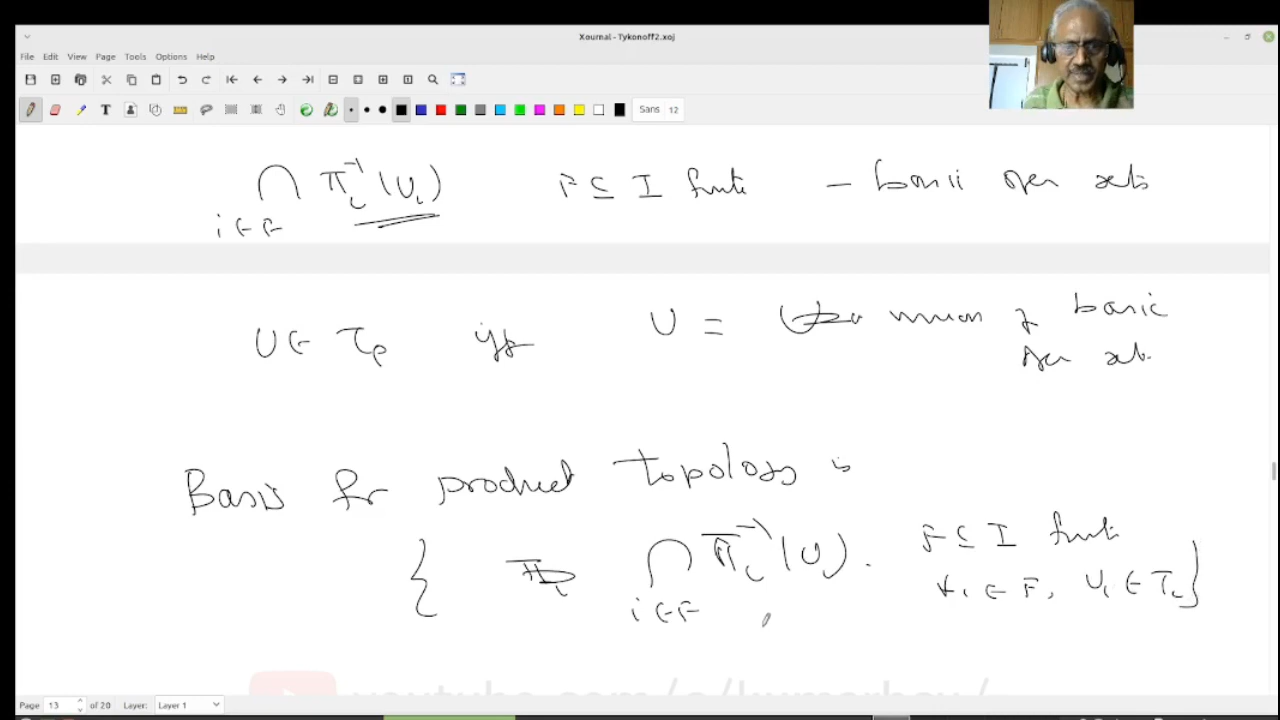 Xournal - Tykonoff2.xoj
File Edit View Page Tools Options Help
Sans 12
⋂ π_i^{-1}(U_i) F ⊆ I finite — basic open sets
i ∈ F
U ∈ τ_p iff U = union of basic
open sets
Basis for product topology is
{ ⋂ π_i^{-1}(U_i). F ⊆ I finite
i ∈ F ∀ i ∈ F, U_i ∈ τ_i }
Page 13 of 20 Layer: Layer 1